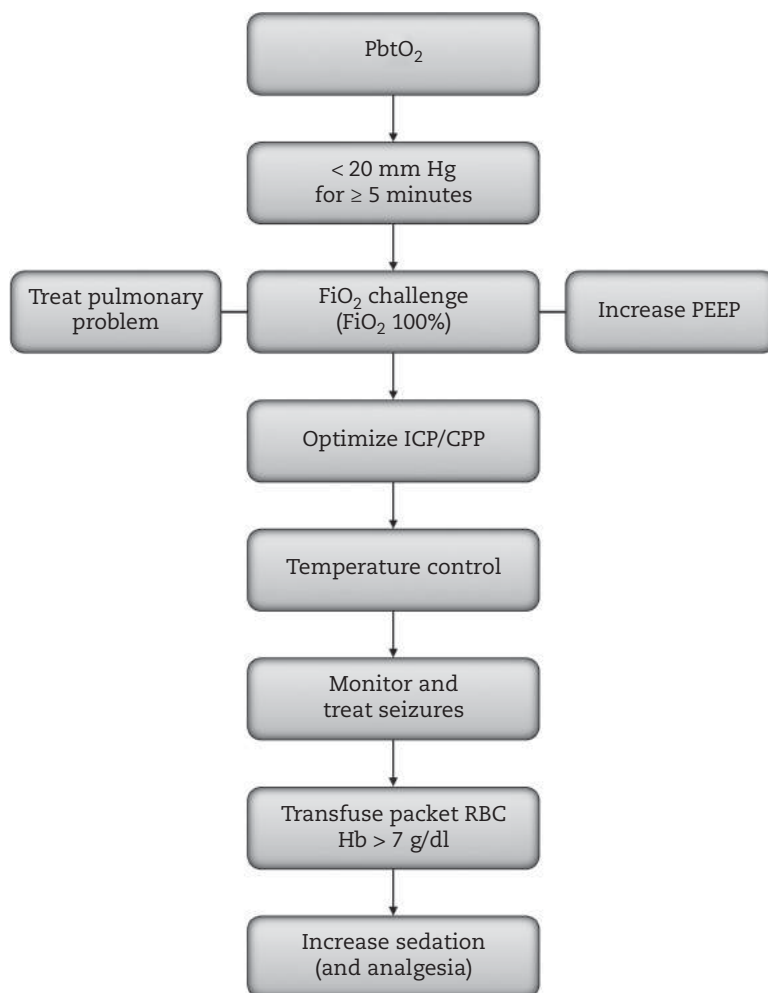 PbtO₂
< 20 mm Hg
for ≥ 5 minutes
Treat pulmonary
problem
FiO₂ challenge
(FiO₂ 100%)
Increase PEEP
Optimize ICP/CPP
Temperature control
Monitor and
treat seizures
Transfuse packet RBC
Hb > 7 g/dl
Increase sedation
(and analgesia)